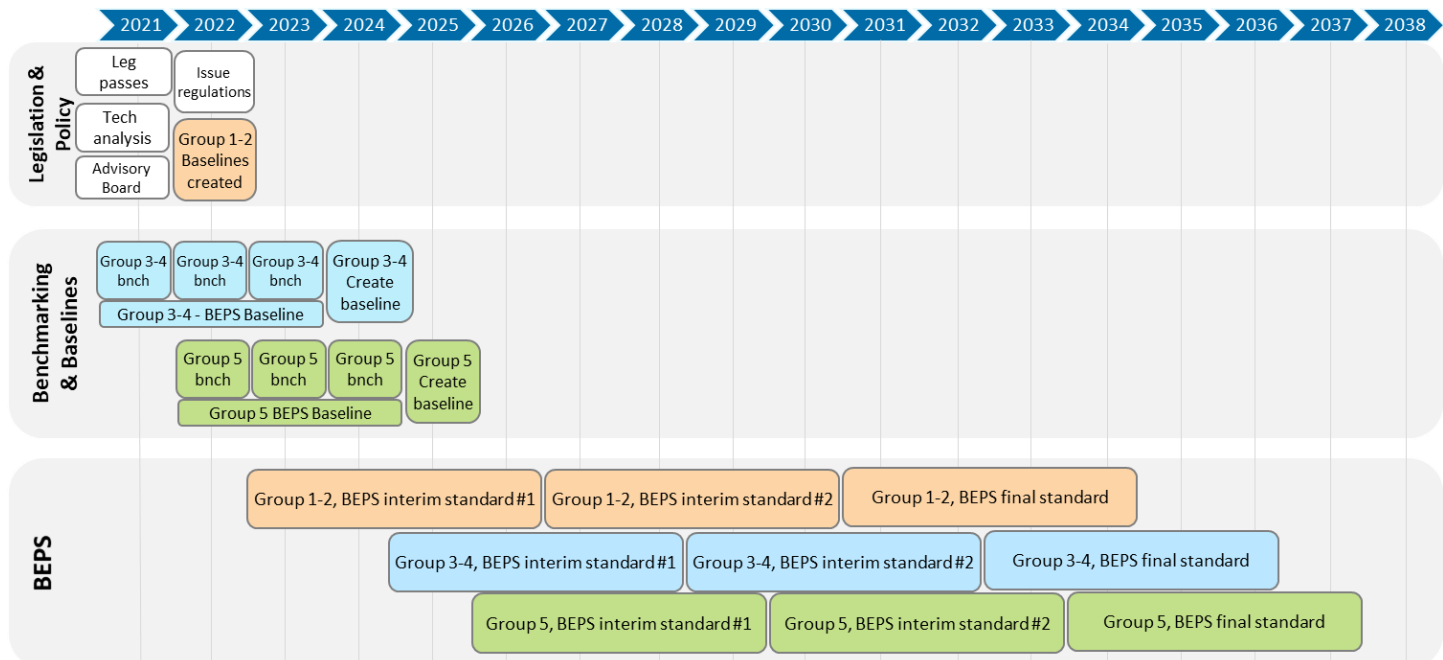 2021 2022 2023 2024 2025 2026 2027 2028 2029 2030 2031 2032 2033 2034 2035 2036 2037 2038
Legislation &
Policy
Leg
passes
Issue
regulations
Tech
analysis
Group 1-2
Baselines
created
Advisory
Board
Benchmarking
& Baselines
Group 3-4
bnch
Group 3-4
bnch
Group 3-4
bnch
Group 3-4
Create
baseline
Group 3-4 - BEPS Baseline
Group 5
bnch
Group 5
bnch
Group 5
bnch
Group 5
Create
baseline
Group 5 BEPS Baseline
BEPS
Group 1-2, BEPS interim standard #1
Group 1-2, BEPS interim standard #2
Group 1-2, BEPS final standard
Group 3-4, BEPS interim standard #1
Group 3-4, BEPS interim standard #2
Group 3-4, BEPS final standard
Group 5, BEPS interim standard #1
Group 5, BEPS interim standard #2
Group 5, BEPS final standard